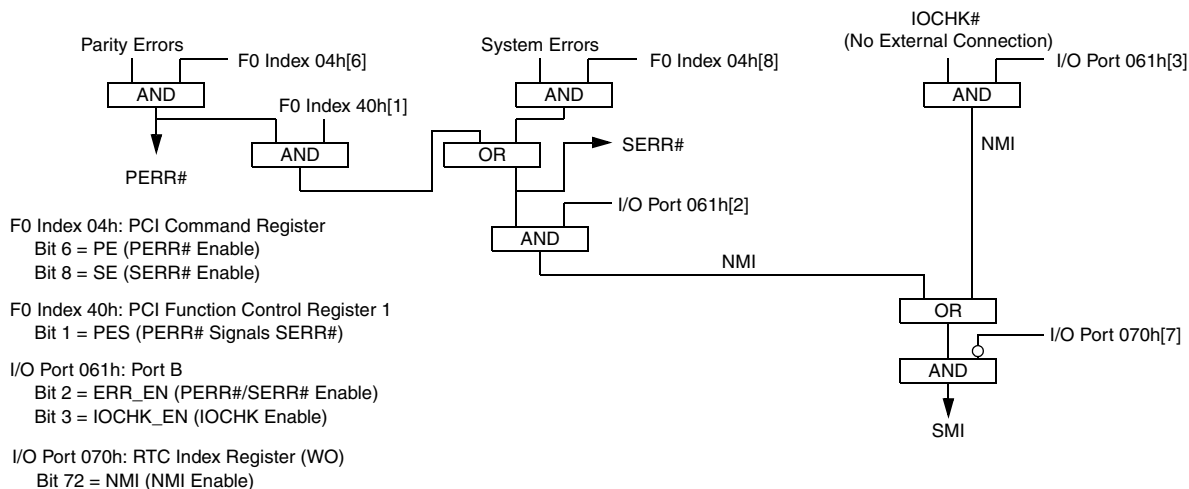 IOCHK#
(No External Connection)
Parity Errors
System Errors
F0 Index 04h[6]
F0 Index 04h[8]
I/O Port 061h[3]
AND
AND
AND
F0 Index 40h[1]
AND
OR
SERR#
NMI
PERR#
I/O Port 061h[2]
AND
NMI
F0 Index 04h: PCI Command Register
Bit 6 = PE (PERR# Enable)
Bit 8 = SE (SERR# Enable)
F0 Index 40h: PCI Function Control Register 1
Bit 1 = PES (PERR# Signals SERR#)
I/O Port 061h: Port B
Bit 2 = ERR_EN (PERR#/SERR# Enable)
Bit 3 = IOCHK_EN (IOCHK Enable)
I/O Port 070h: RTC Index Register (WO)
Bit 72 = NMI (NMI Enable)
OR
I/O Port 070h[7]
AND
SMI